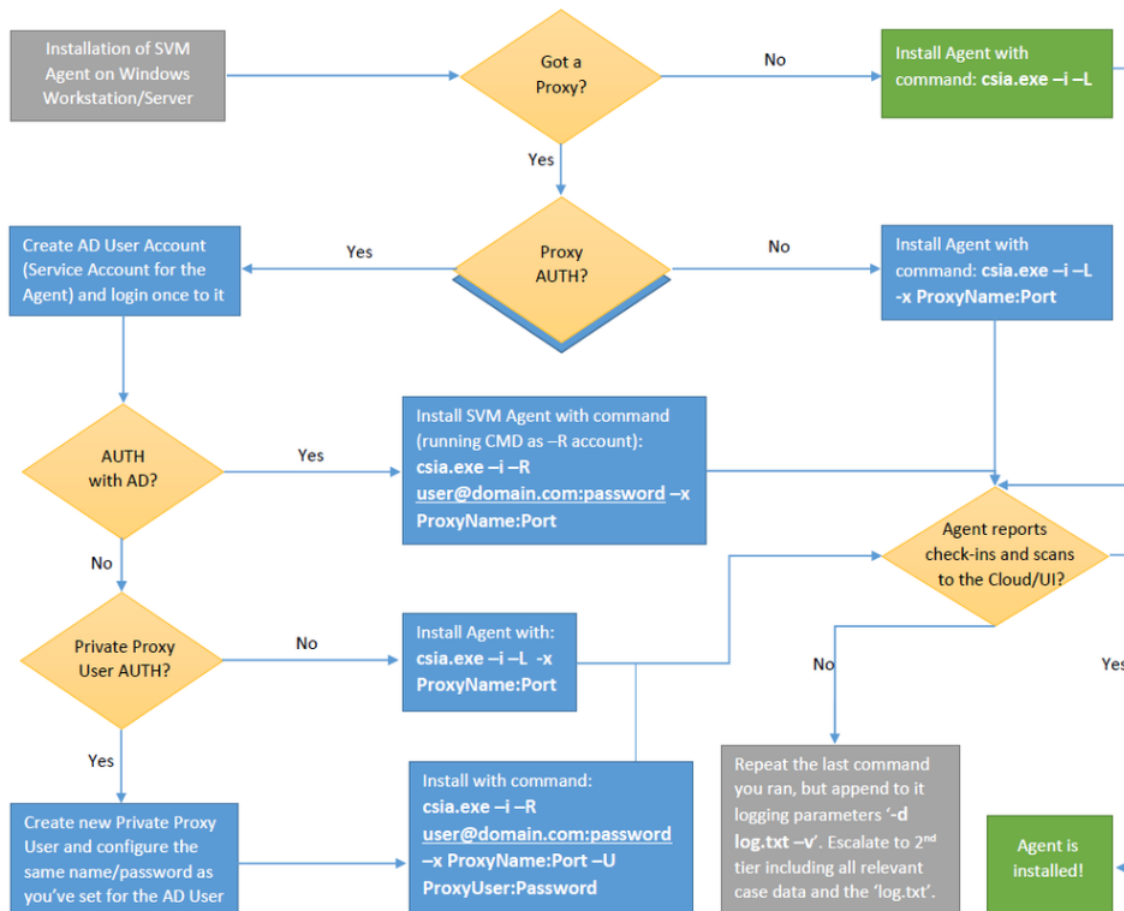 Installation of SVM
Agent on Windows
Workstation/Server
Got a
Proxy?
No
Install Agent with
command: csia.exe –i –L
Yes
Create AD User Account
(Service Account for the
Agent) and login once to it
Yes
Proxy
AUTH?
No
Install Agent with
command: csia.exe –i –L
-x ProxyName:Port
AUTH
with AD?
Yes
Install SVM Agent with command
(running CMD as –R account):
csia.exe –i –R
user@domain.com:password –x
ProxyName:Port
Agent reports
check-ins and scans
to the Cloud/UI?
No
Private Proxy
User AUTH?
No
Install Agent with:
csia.exe –i –L -x
ProxyName:Port
No
Yes
Yes
Create new Private Proxy
User and configure the
same name/password as
you've set for the AD User
Install with command:
csia.exe –i –R
user@domain.com:password
–x ProxyName:Port –U
ProxyUser:Password
Repeat the last command
you ran, but append to it
logging parameters '-d
log.txt –v'. Escalate to 2nd
tier including all relevant
case data and the 'log.txt'.
Agent is
installed!